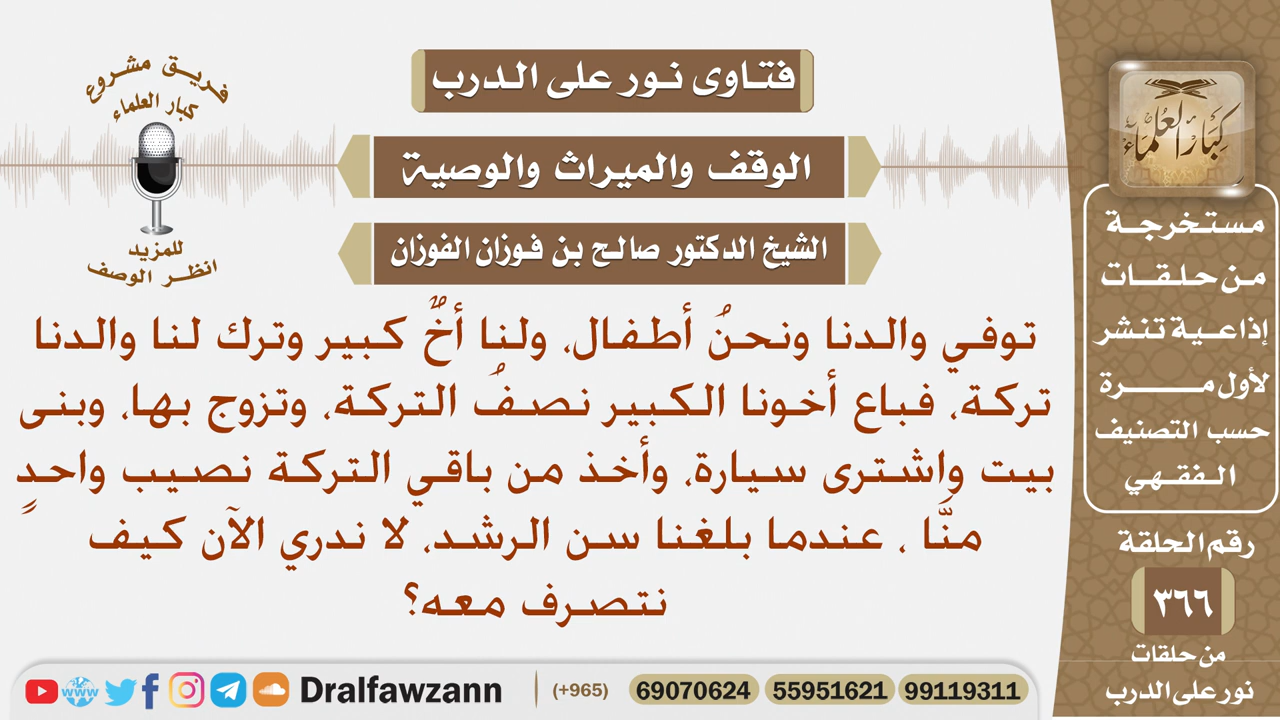 فتاوى نور على الدرب
الوقف والميراث والوصية
الشيخ الدكتور صالح بن فوزان الفوزان
فريق مشروع
كبار العلماء
للمزيد
انظر الوصف
توفي والدنا ونحنُ أطفال، ولنا أخٌ كبير وترك لنا والدنا
تركة، فباع أخونا الكبير نصفُ التركة، وتزوج بها، وبنى
بيت واشترى سيارة، وأخذ من باقي التركة نصيب واحدٍ
منَّا ، عندما بلغنا سن الرشد، لا ندري الآن كيف
نتصرف معه؟
كبار العلماء
مستخرجة
من حلقات
إذاعية تنشر
لأول مرة
حسب التصنيف
الفقهي
رقم الحلقة
٣٦٦
من حلقات
نور على الدرب
www
Dralfawzann
(+965) 69070624 55951621 99119311